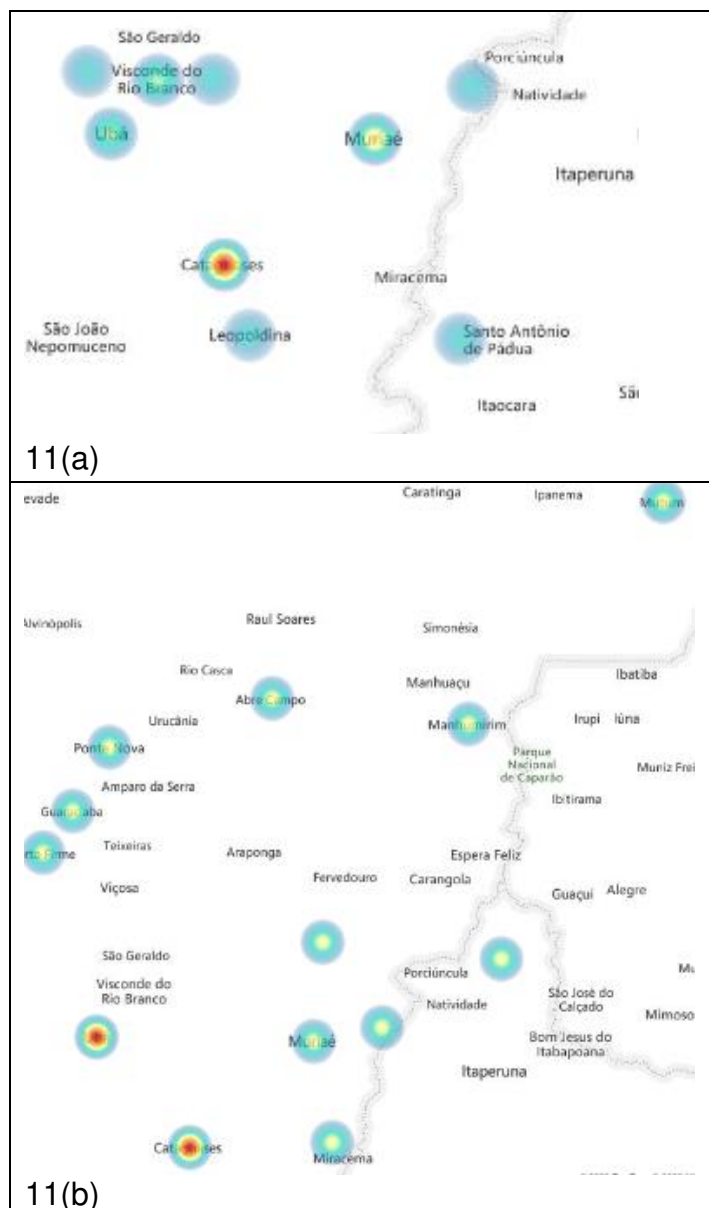 São Geraldo
Visconde do
Rio Branco
Porciúncula
Natividade
Ubá
Muriaé
Itaperuna
Miracema
São João
Nepomuceno
Leopoldina
Santo Antônio
de Pádua
Itaocara
11(a)
evade
Caratinga
Ipanema
Alvinópolis
Raul Soares
Simonésia
Rio Casca
Manhuaçu
Ibatiba
Abre Campo
Urucânia
Manhumirim
Irupi
Iúna
Ponte Nova
Parque
Nacional
de Caparão
Muniz Frei
Amparo da Serra
Ibitirama
Teixeiras
Araponga
Espera Feliz
Viçosa
Fervedouro
Carangola
Guaçuí
Alegre
São Geraldo
Visconde do
Rio Branco
Porciúncula
Natividade
São José do
Calçado
Mimoso
Muriaé
Bom Jesus do
Itabapoana
Itaperuna
Miracema
11(b)